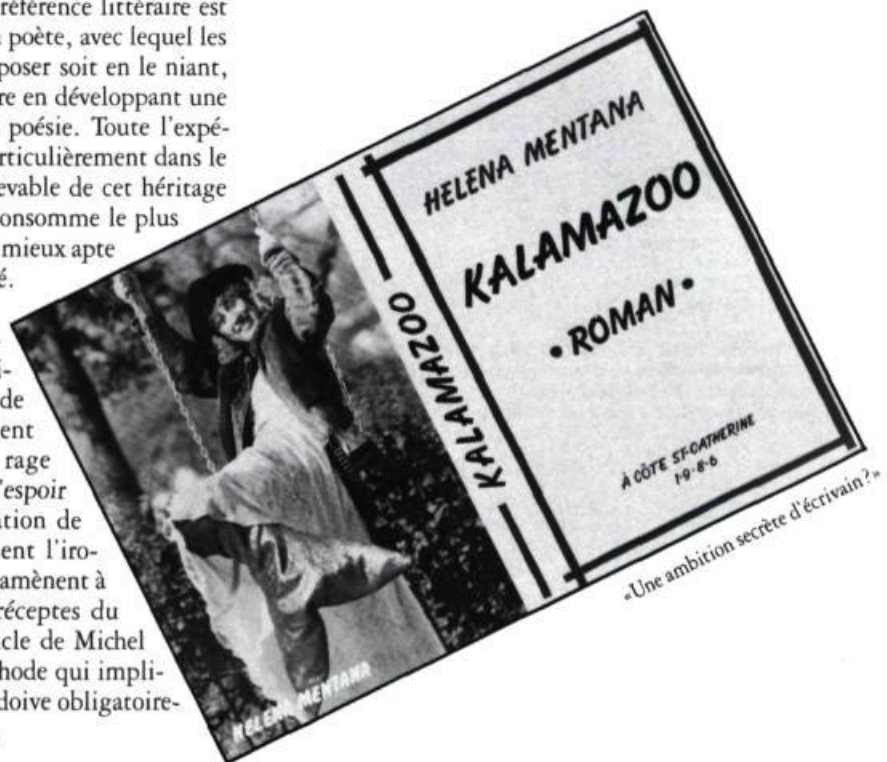 référence littéraire est
poète, avec lequel les
poser soit en le niant,
re en développant une
poésie. Toute l'expé-
rticulièrement dans le
evable de cet héritage
onsomme le plus
mieux apte
é.
i-
de
ent
rage
'espoir
tion de
ent l'iro-
amènent à
réceptes du
cle de Michel
hode qui impli-
doive obligatoire-
HELENA MENTANA
KALAMAZOO
HELENA MENTANA
KALAMAZOO
• ROMAN •
À CÔTE ST-CATHERINE
1-9-8-6
«Une ambition secrète d'écrivain?»